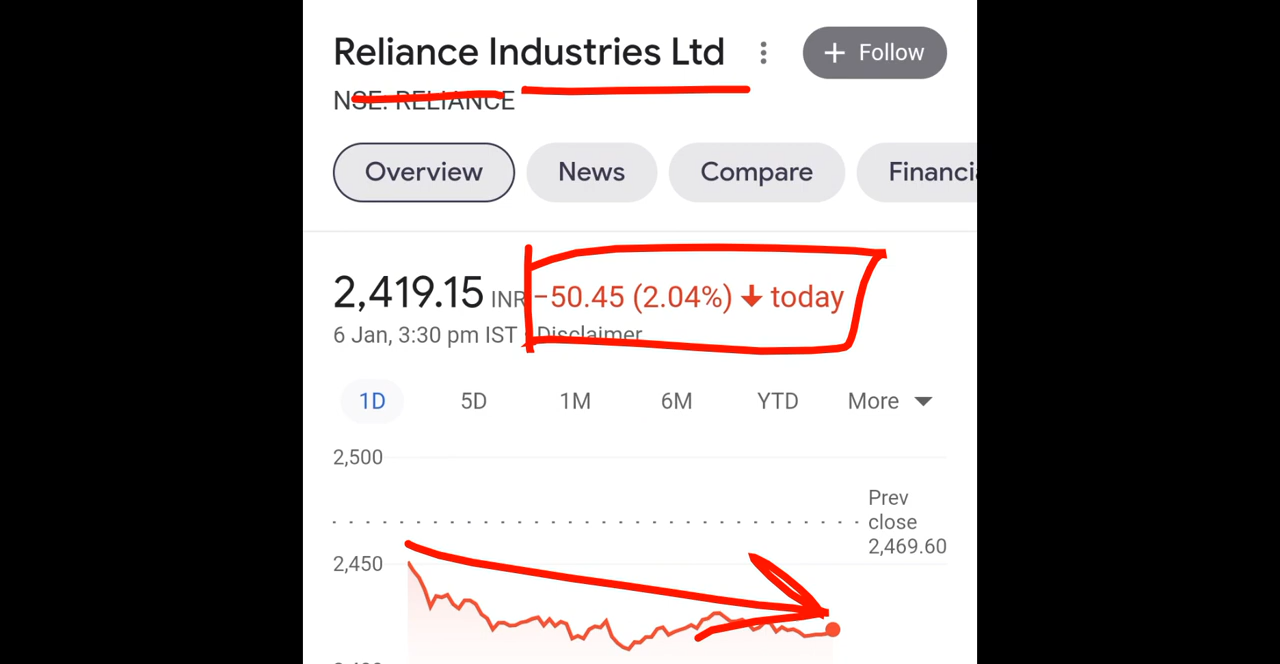 Reliance Industries Ltd
+ Follow
NSE: RELIANCE
Overview
News
Compare
2,419.15 INR −50.45 (2.04%) ↓ today
6 Jan, 3:30 pm IST • Disclaimer
1D
5D
1M
6M
YTD
More
2,500
Prev
close
2,469.60
2,450